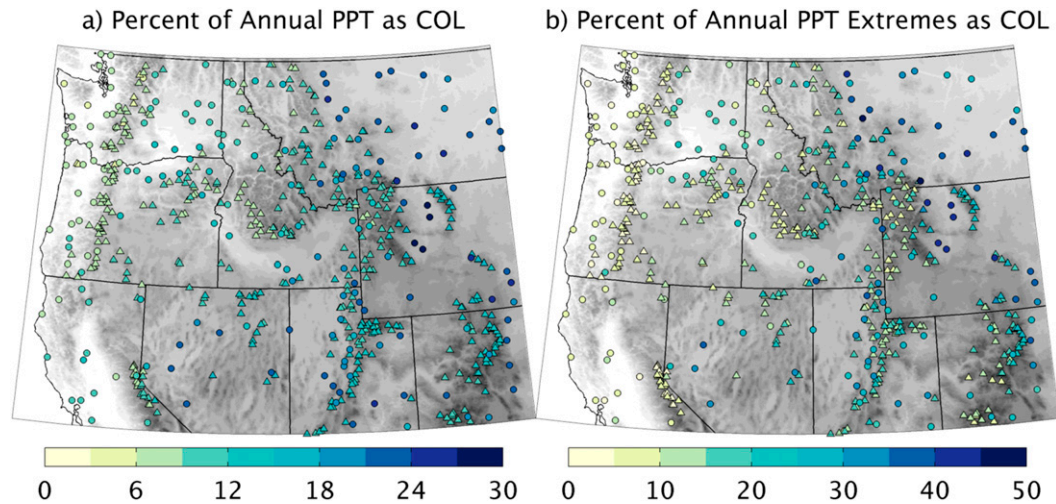 a) Percent of Annual PPT as COL
b) Percent of Annual PPT Extremes as COL
0 6 12 18 24 30
0 10 20 30 40 50